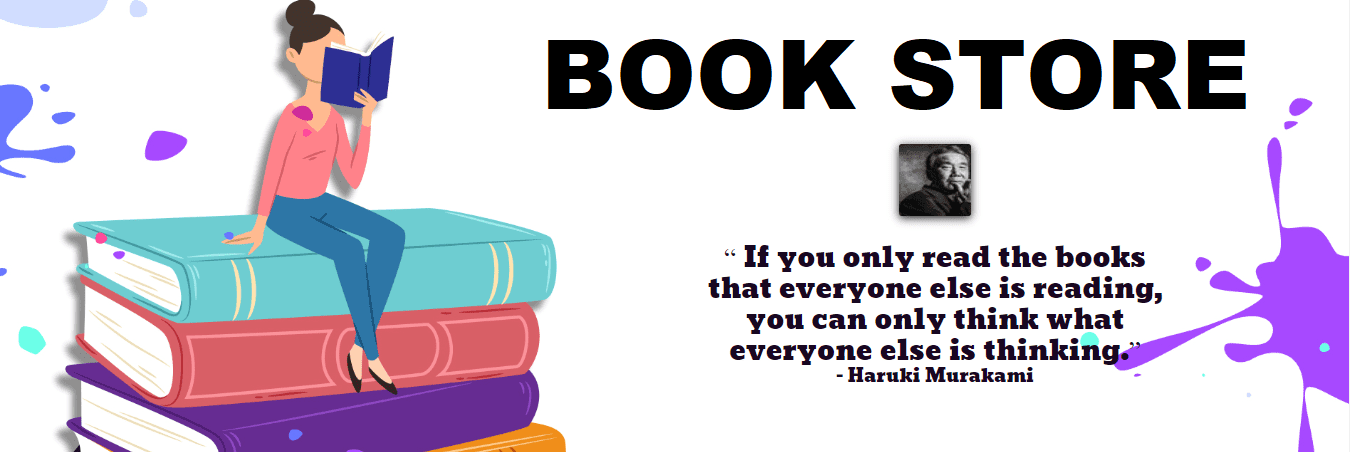 BOOK STORE
“ If you only read the books
that everyone else is reading,
you can only think what
everyone else is thinking.”
- Haruki Murakami